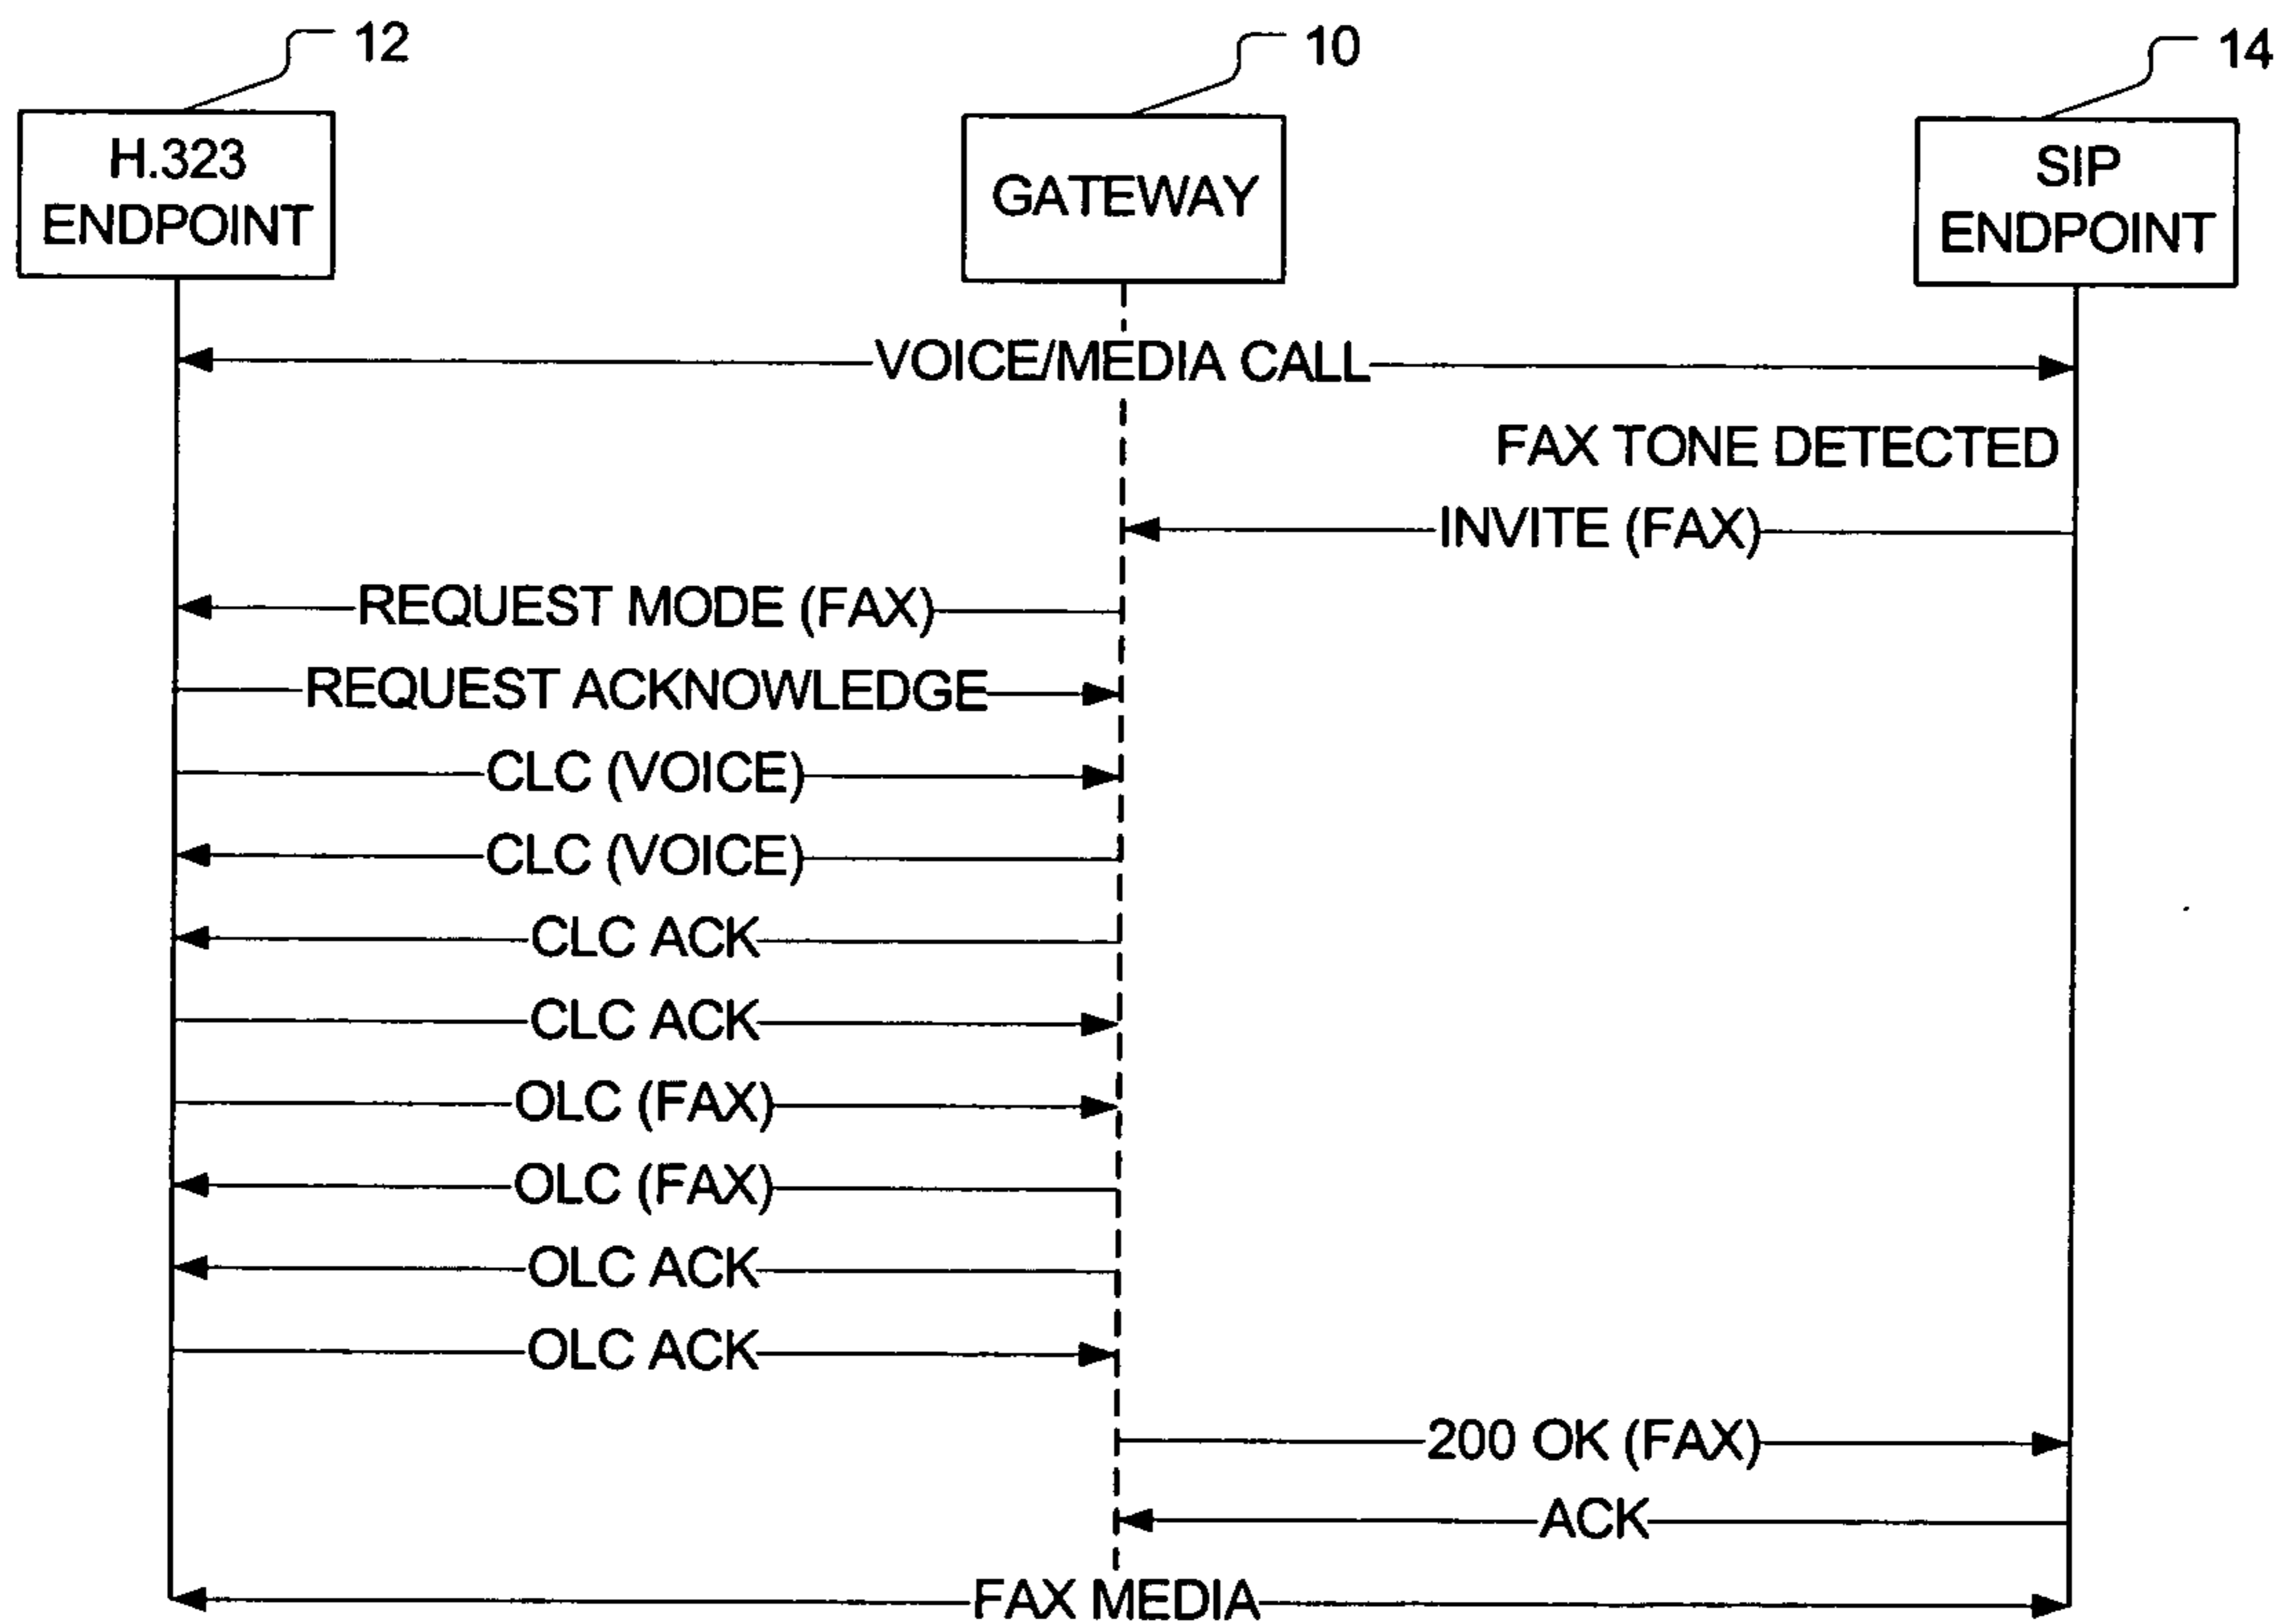 12
10
14
H.323
ENDPOINT
GATEWAY
SIP
ENDPOINT
VOICE/MEDIA CALL
FAX TONE DETECTED
INVITE (FAX)
REQUEST MODE (FAX)
REQUEST ACKNOWLEDGE
CLC (VOICE)
CLC (VOICE)
CLC ACK
CLC ACK
OLC (FAX)
OLC (FAX)
OLC ACK
OLC ACK
200 OK (FAX)
ACK
FAX MEDIA